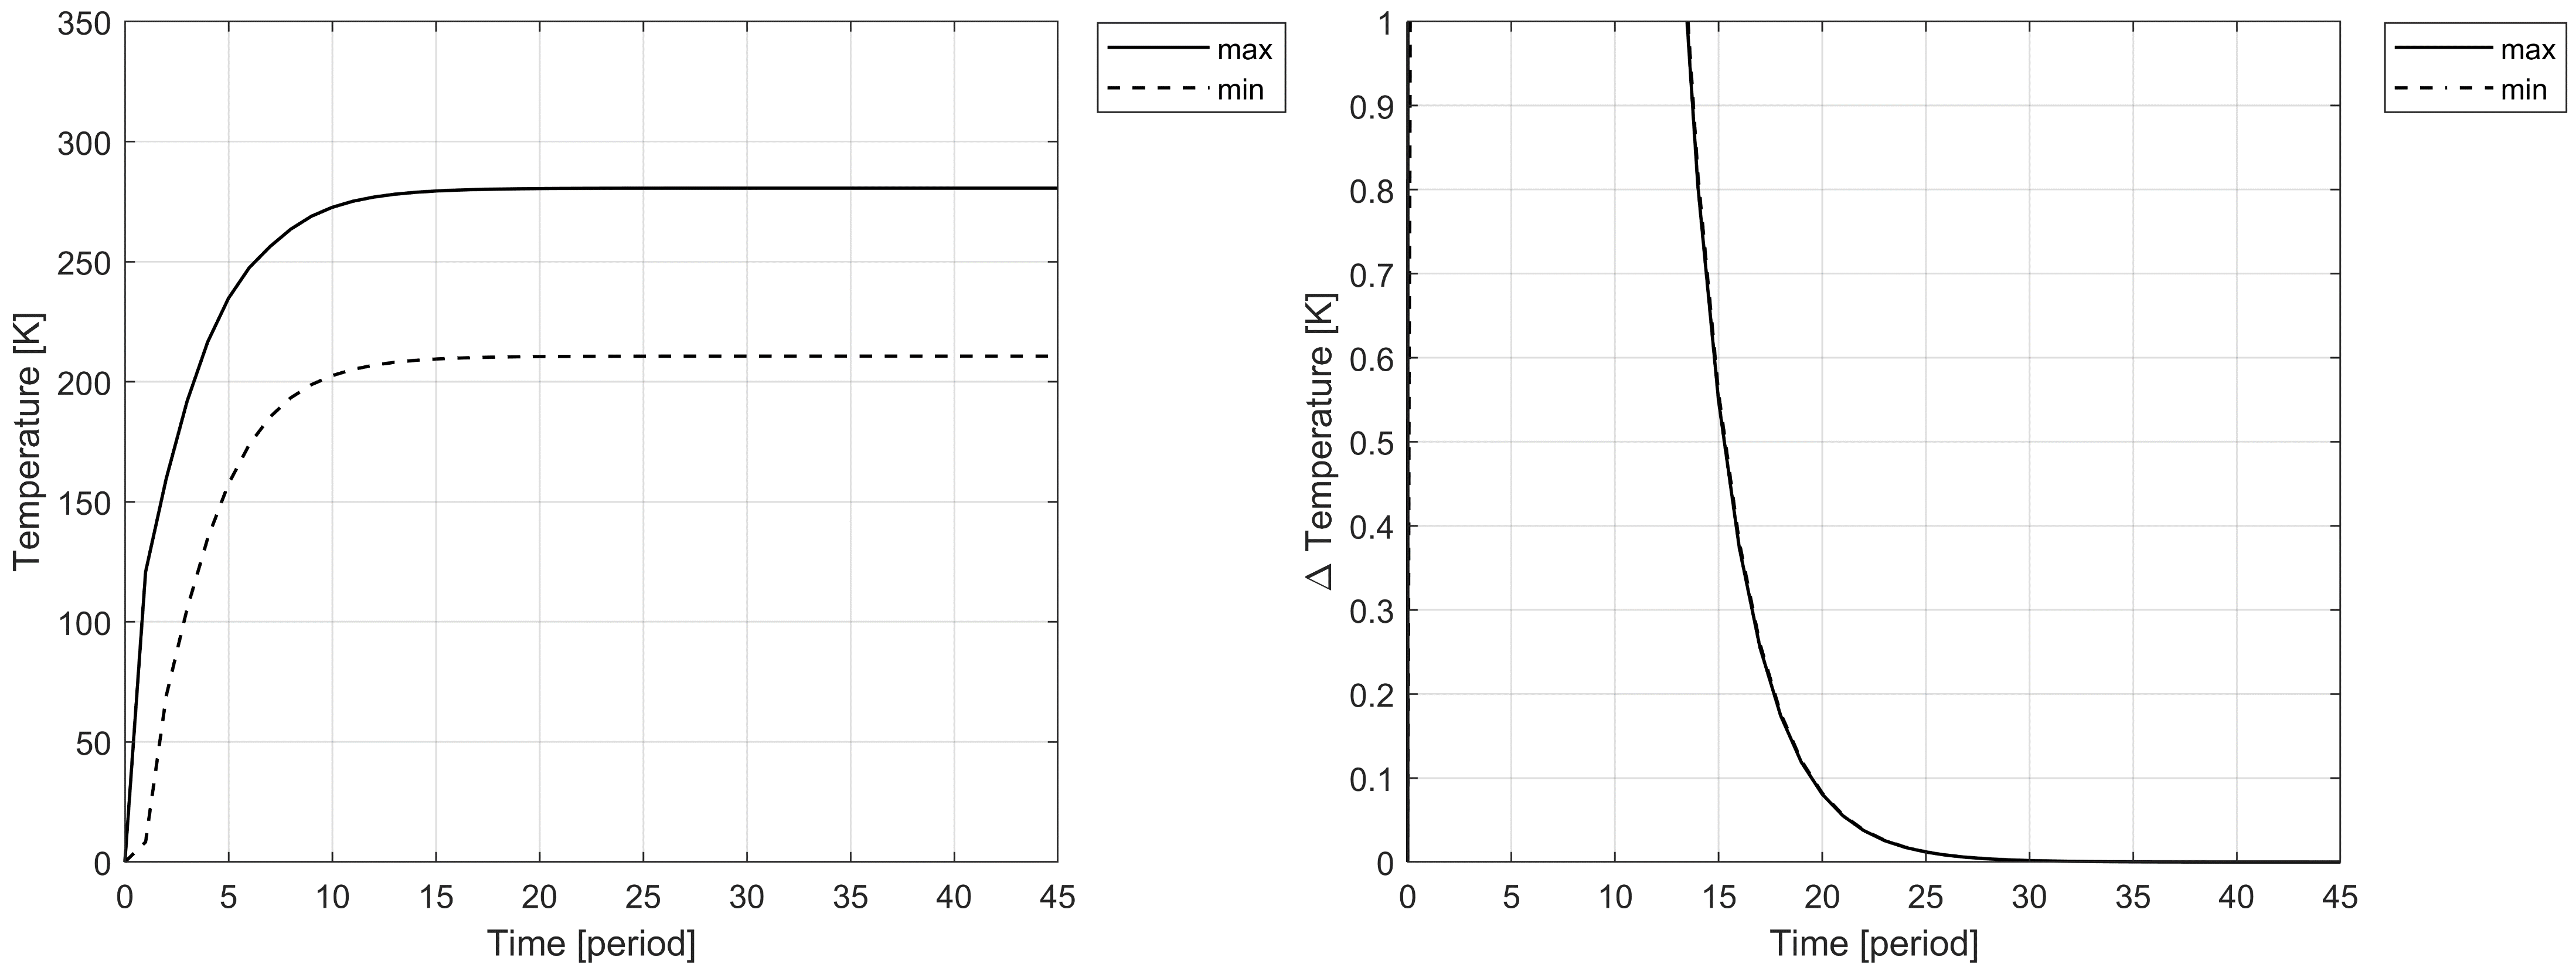 350
300
250
200
150
100
50
0
0 5 10 15 20 25 30 35 40 45
Time [period]
Temperature [K]
max
min
1
0.9
0.8
0.7
0.6
0.5
0.4
0.3
0.2
0.1
0
0 5 10 15 20 25 30 35 40 45
Time [period]
Δ Temperature [K]
max
min